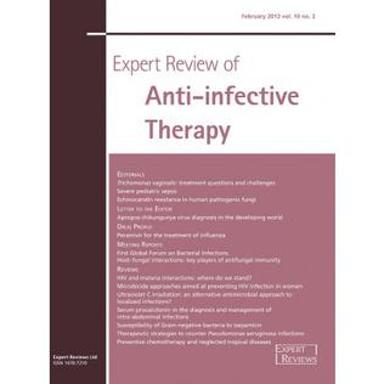 February 2012 vol. 10 no. 2
Expert Review of
Anti-infective
Therapy
EDITORIALS
Trichomonas vaginalis: treatment questions and challenges
Severe pediatric sepsis
Echinocandin resistance in human pathogenic fungi
LETTER TO THE EDITOR
Apropos chikungunya virus diagnosis in the developing world
DRUG PROFILE
Peramivir for the treatment of influenza
MEETING REPORTS
First Global Forum on Bacterial Infections
Host–fungal interactions: key players of antifungal immunity
REVIEWS
HIV and malaria interactions: where do we stand?
Microbicide approaches aimed at preventing HIV infection in women
Ultraviolet C irradiation: an alternative antimicrobial approach to
localized infections?
Serum procalcitonin in the diagnosis and management of
intra-abdominal infections
Susceptibility of Gram-negative bacteria to isepamicin
Therapeutic strategies to counter Pseudomonas aeruginosa infections
Preventive chemotherapy and neglected tropical diseases
Expert Reviews Ltd
ISSN 1478-7210
EXPERT
REVIEWS